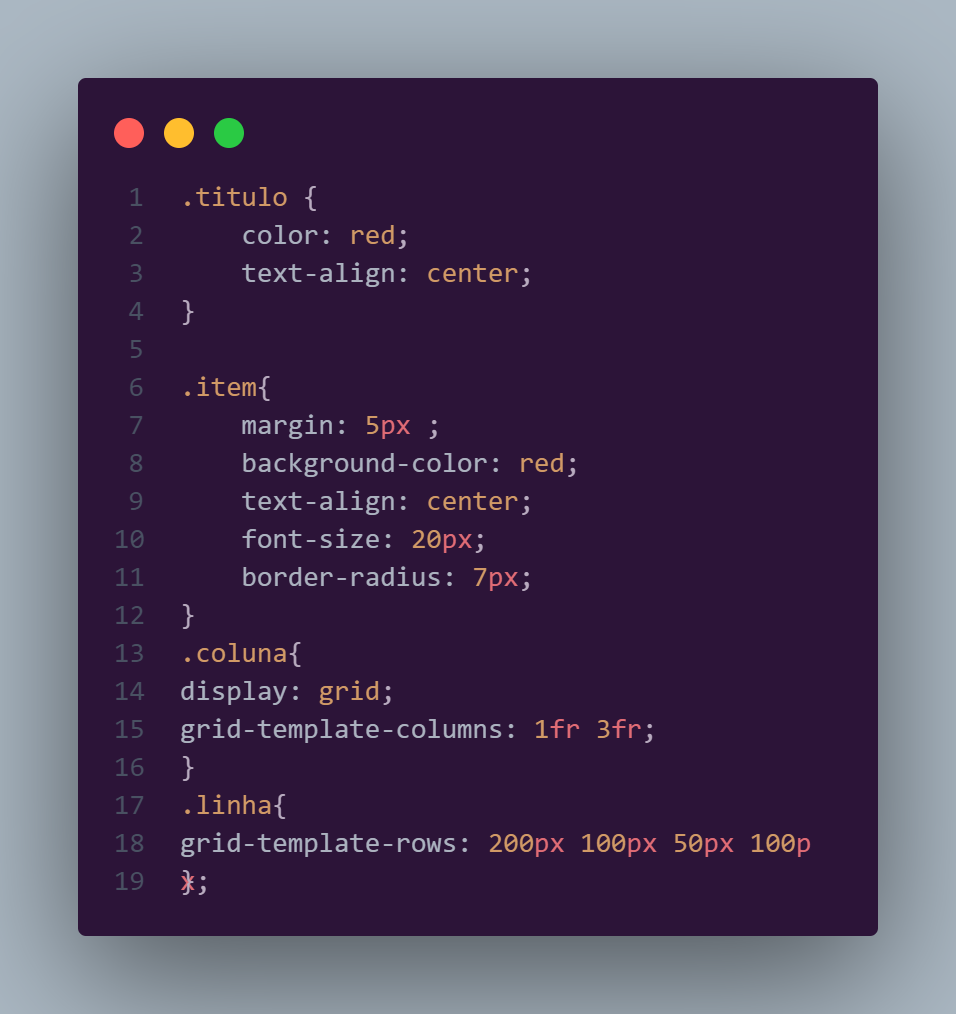 1 .titulo {
2     color: red;
3     text-align: center;
4 }
5
6 .item{
7     margin: 5px ;
8     background-color: red;
9     text-align: center;
10     font-size: 20px;
11     border-radius: 7px;
12 }
13 .coluna{
14 display: grid;
15 grid-template-columns: 1fr 3fr;
16 }
17 .linha{
18 grid-template-rows: 200px 100px 50px 100p
x;
19 }